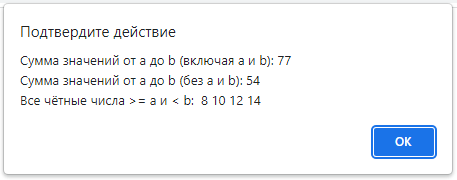 Подтвердите действие
Сумма значений от a до b (включая a и b): 77
Сумма значений от a до b (без a и b): 54
Все чётные числа >= a и < b:  8 10 12 14
ОК